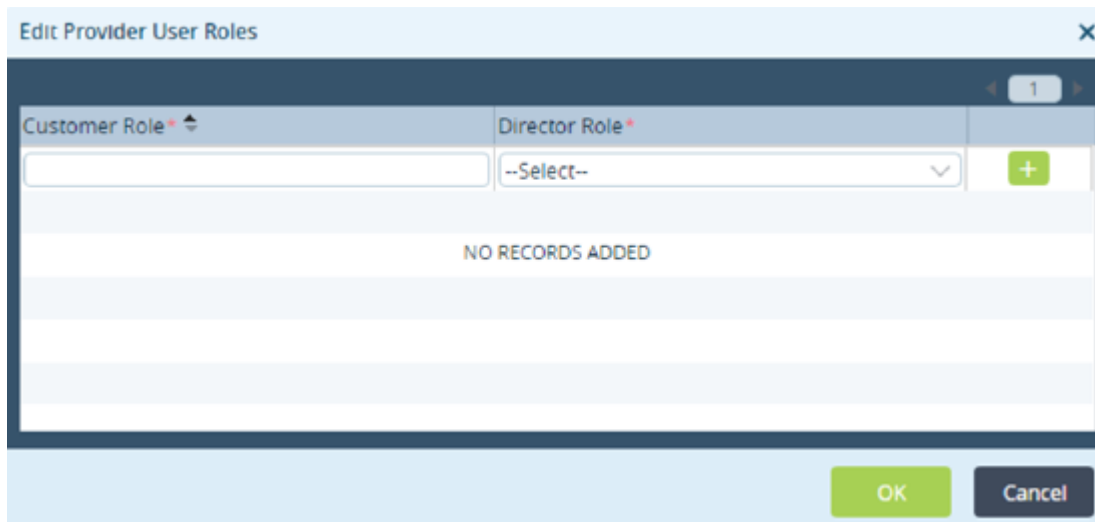 Edit Provider User Roles
1
Customer Role* Director Role*
--Select--
NO RECORDS ADDED
OK Cancel